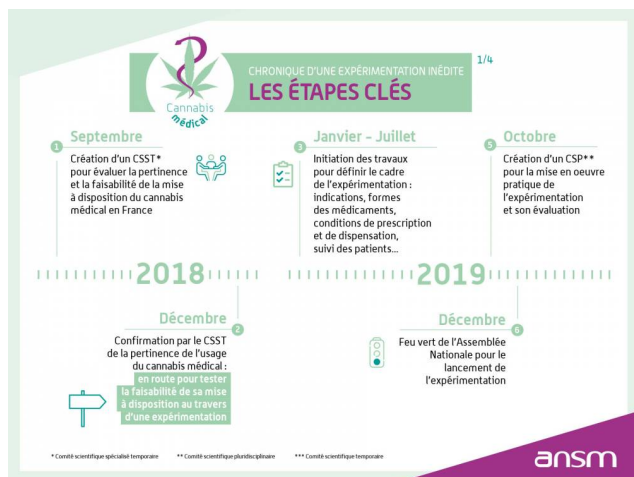 CHRONIQUE D'UNE EXPÉRIMENTATION INÉDITE
1/4
LES ÉTAPES CLÉS
Cannabis
médical
1
Septembre
Création d'un CSST*
pour évaluer la pertinence
et la faisabilité de la mise
à disposition du cannabis
médical en France
3
Janvier - Juillet
Initiation des travaux
pour définir le cadre
de l'expérimentation :
indications, formes
des médicaments,
conditions de prescription
et de dispensation,
suivi des patients...
5
Octobre
Création d'un CSP**
pour la mise en oeuvre
pratique de
l'expérimentation
et son évaluation
2018
2019
Décembre
2
Confirmation par le CSST
de la pertinence de l'usage
du cannabis médical :
en route pour tester
la faisabilité de sa mise
à disposition au travers
d'une expérimentation
Décembre
6
Feu vert de l'Assemblée
Nationale pour le
lancement de
l'expérimentation
* Comité scientifique spécialisé temporaire
** Comité scientifique pluridisciplinaire
*** Comité scientifique temporaire
ansm